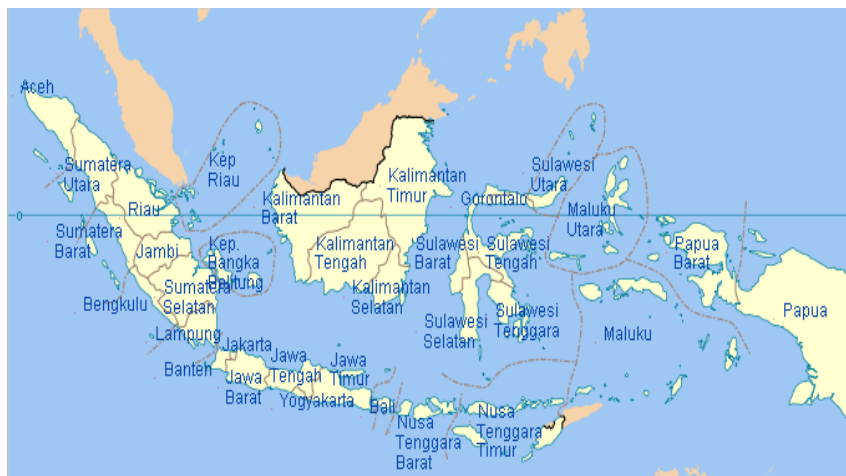 Aceh
Sumatera
Utara
Kep
Riau
Kalimantan
Timur
Sulawesi
Utara
Kalimantan
Barat
Gorontalo
Riau
Maluku
Utara
0
Sumatera
Barat
Jambi
Kep.
Bangka
Belitung
Kalimantan
Tengah
Sulawesi
Barat
Sulawesi
Tengah
Papua
Barat
Bengkulu
Sumatera
Selatan
Kalimantan
Selatan
Sulawesi
Selatan
Sulawesi
Tenggara
Maluku
Papua
Lampung
Jakarta
Banten
Jawa
Barat
Jawa
Tengah
Jawa
Timur
Yogyakarta
Bali
Nusa
Tenggara
Barat
Nusa
Tenggara
Timur